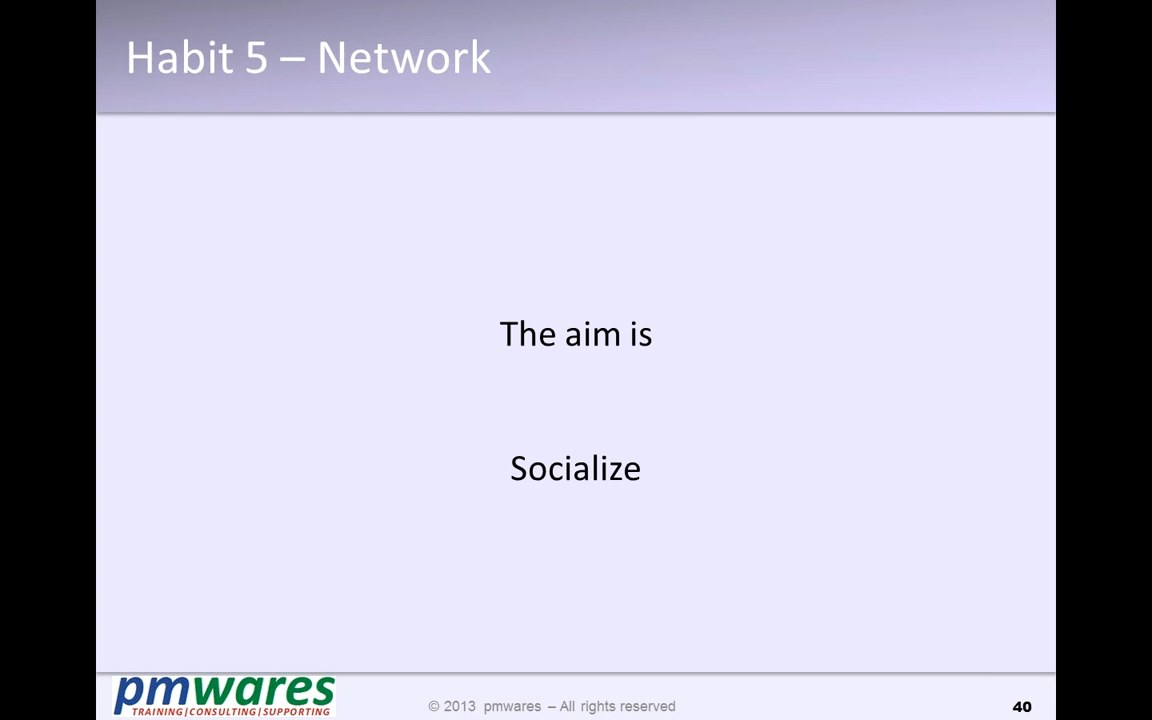 Habit 5 – Network
The aim is
Socialize
pmwares
TRAINING|CONSULTING|SUPPORTING
© 2013 pmwares – All rights reserved
40